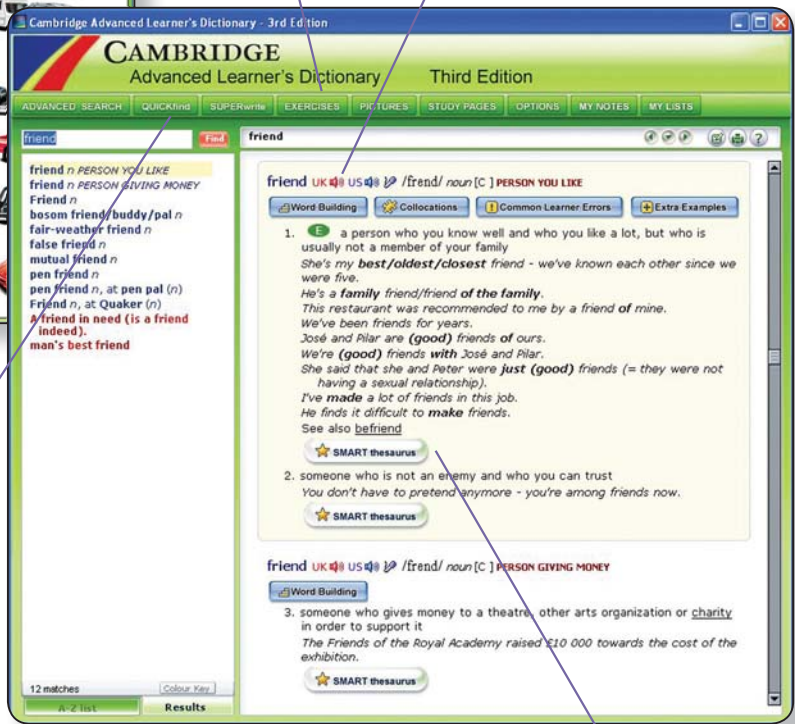 Cambridge Advanced Learner's Dictionary - 3rd Edition
CAMBRIDGE
Advanced Learner's Dictionary Third Edition
ADVANCED SEARCH QUICKfind SUPERwrite EXERCISES PICTURES STUDY PAGES OPTIONS MY NOTES MY LISTS
friend Find
friend n PERSON YOU LIKE
friend n PERSON GIVING MONEY
Friend n
bosom friend/buddy/pal n
fair-weather friend n
false friend n
mutual friend n
pen friend n
pen friend n, at pen pal (n)
Friend n, at Quaker (n)
A friend in need (is a friend
indeed).
man's best friend
12 matches Colour Key
A-Z list Results
friend
friend UK US /frend/ noun [C ] PERSON YOU LIKE
Word Building Collocations Common Learner Errors Extra Examples
1. E a person who you know well and who you like a lot, but who is
usually not a member of your family
She's my best/oldest/closest friend - we've known each other since we
were five.
He's a family friend/friend of the family.
This restaurant was recommended to me by a friend of mine.
We've been friends for years.
José and Pilar are (good) friends of ours.
We're (good) friends with José and Pilar.
She said that she and Peter were just (good) friends (= they were not
having a sexual relationship).
I've made a lot of friends in this job.
He finds it difficult to make friends.
See also befriend
SMART thesaurus
2. someone who is not an enemy and who you can trust
You don't have to pretend anymore - you're among friends now.
SMART thesaurus
friend UK US /frend/ noun [C ] PERSON GIVING MONEY
Word Building
3. someone who gives money to a theatre, other arts organization or charity
in order to support it
The Friends of the Royal Academy raised £10 000 towards the cost of the
exhibition.
SMART thesaurus